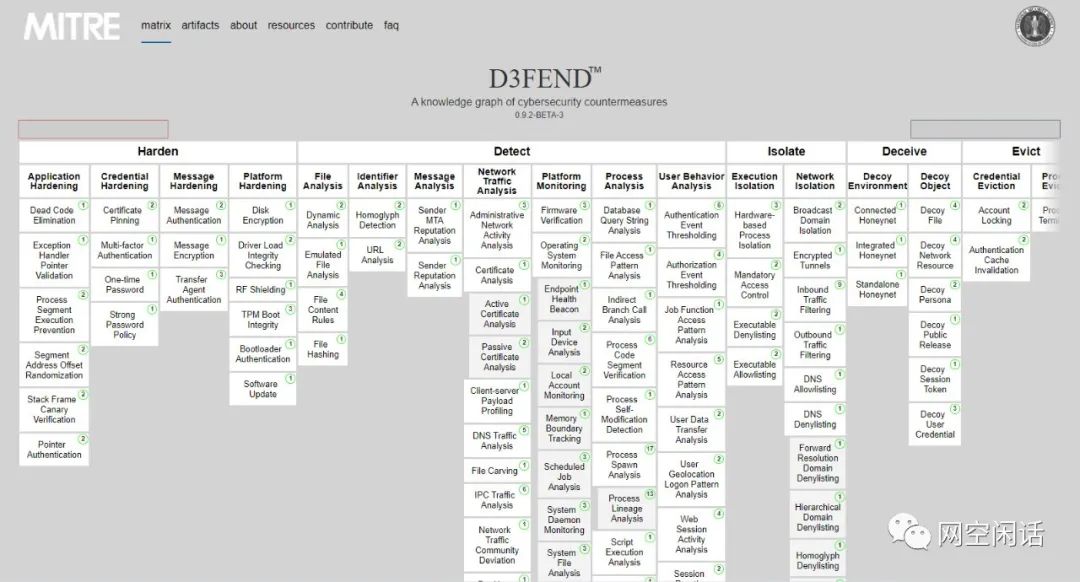 MITRE
matrix artifacts about resources contribute faq
D3FEND™
A knowledge graph of cybersecurity countermeasures
0.9.2-BETA-3
Harden
Application
Hardening
Dead Code
Elimination
1
Exception
Handler
Pointer
Validation
1
Process
Segment
Execution
Prevention
2
Segment
Address Offset
Randomization
2
Stack Frame
Canary
Verification
2
Pointer
Authentication
2
Credential
Hardening
Certificate
Pinning
2
Multi-factor
Authentication
1
One-time
Password
1
Strong
Password
Policy
1
Message
Hardening
Message
Authentication
2
Message
Encryption
1
Transfer
Agent
Authentication
3
Platform
Hardening
Disk
Encryption
1
Driver Load
Integrity
Checking
2
RF Shielding
1
TPM Boot
Integrity
3
Bootloader
Authentication
1
Software
Update
1
Detect
File
Analysis
Dynamic
Analysis
2
Emulated
File
Analysis
1
File
Content
Rules
4
File
Hashing
1
Identifier
Analysis
Homoglyph
Detection
2
URL
Analysis
2
Message
Analysis
Sender
MTA
Reputation
Analysis
1
Sender
Reputation
Analysis
1
Network
Traffic
Analysis
Administrative
Network
Activity
Analysis
3
Certificate
Analysis
1
Active
Certificate
Analysis
1
Passive
Certificate
Analysis
2
Client-server
Payload
Profiling
1
DNS Traffic
Analysis
5
File Carving
1
IPC Traffic
Analysis
6
Network
Traffic
Community
Deviation
1
Platform
Monitoring
Firmware
Verification
3
Operating
System
Monitoring
2
Endpoint
Health
Beacon
1
Input
Device
Analysis
2
Local
Account
Monitoring
2
Memory
Boundary
Tracking
1
Scheduled
Job
Analysis
3
System
Daemon
Monitoring
3
System
File
Analysis
3
Process
Analysis
Database
Query String
Analysis
1
File Access
Pattern
Analysis
1
Indirect
Branch Call
Analysis
1
Process
Code
Segment
Verification
6
Process
Self-
Modification
Detection
1
Process
Spawn
Analysis
17
Process
Lineage
Analysis
13
Script
Execution
Analysis
1
User Behavior
Analysis
Authentication
Event
Thresholding
6
Authorization
Event
Thresholding
4
Job Function
Access
Pattern
Analysis
1
Resource
Access
Pattern
Analysis
5
User Data
Transfer
Analysis
2
User
Geolocation
Logon Pattern
Analysis
2
Web
Session
Activity
Analysis
4
Session
1
Isolate
Execution
Isolation
Hardware-
based
Process
Isolation
3
Mandatory
Access
Control
2
Executable
Denylisting
2
Executable
Allowlisting
2
Network
Isolation
Broadcast
Domain
Isolation
2
Encrypted
Tunnels
1
Inbound
Traffic
Filtering
9
Outbound
Traffic
Filtering
1
DNS
Allowlisting
1
DNS
Denylisting
1
Forward
Resolution
Domain
Denylisting
1
Hierarchical
Domain
Denylisting
1
Homoglyph
Denylisting
1
Deceive
Decoy
Environment
Connected
Honeynet
1
Integrated
Honeynet
1
Standalone
Honeynet
1
Decoy
Object
Decoy
File
4
Decoy
Network
Resource
4
Decoy
Persona
2
Decoy
Public
Release
1
Decoy
Session
Token
1
Decoy
User
Credential
3
Evict
Credential
Eviction
Account
Locking
2
Authentication
Cache
Invalidation
2
网空闲话